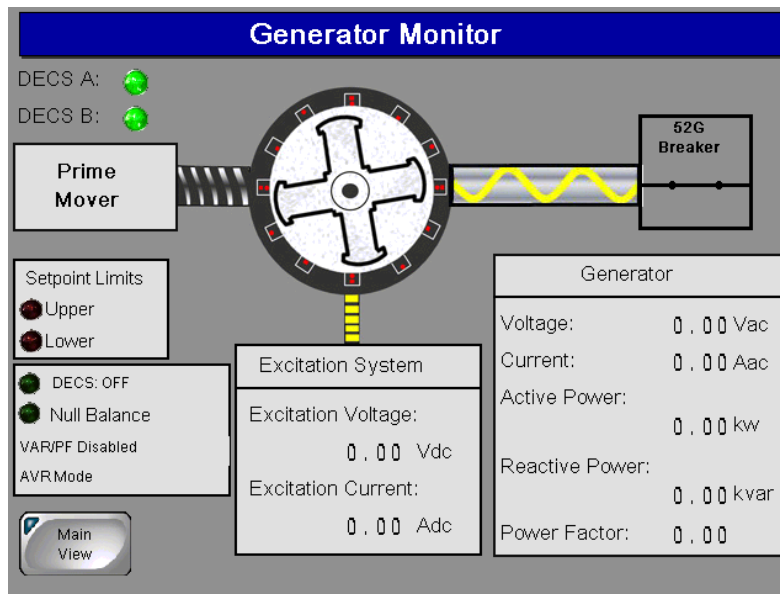 Generator Monitor
DECS A:
DECS B:
Prime
Mover
52G
Breaker
Setpoint Limits
Upper
Lower
DECS: OFF
Null Balance
VAR/PF Disabled
AVR Mode
Main
View
Excitation System
Excitation Voltage:
0.00 Vdc
Excitation Current:
0.00 Adc
Generator
Voltage: 0.00 Vac
Current: 0.00 Aac
Active Power:
0.00 kw
Reactive Power:
0.00 kvar
Power Factor: 0.00